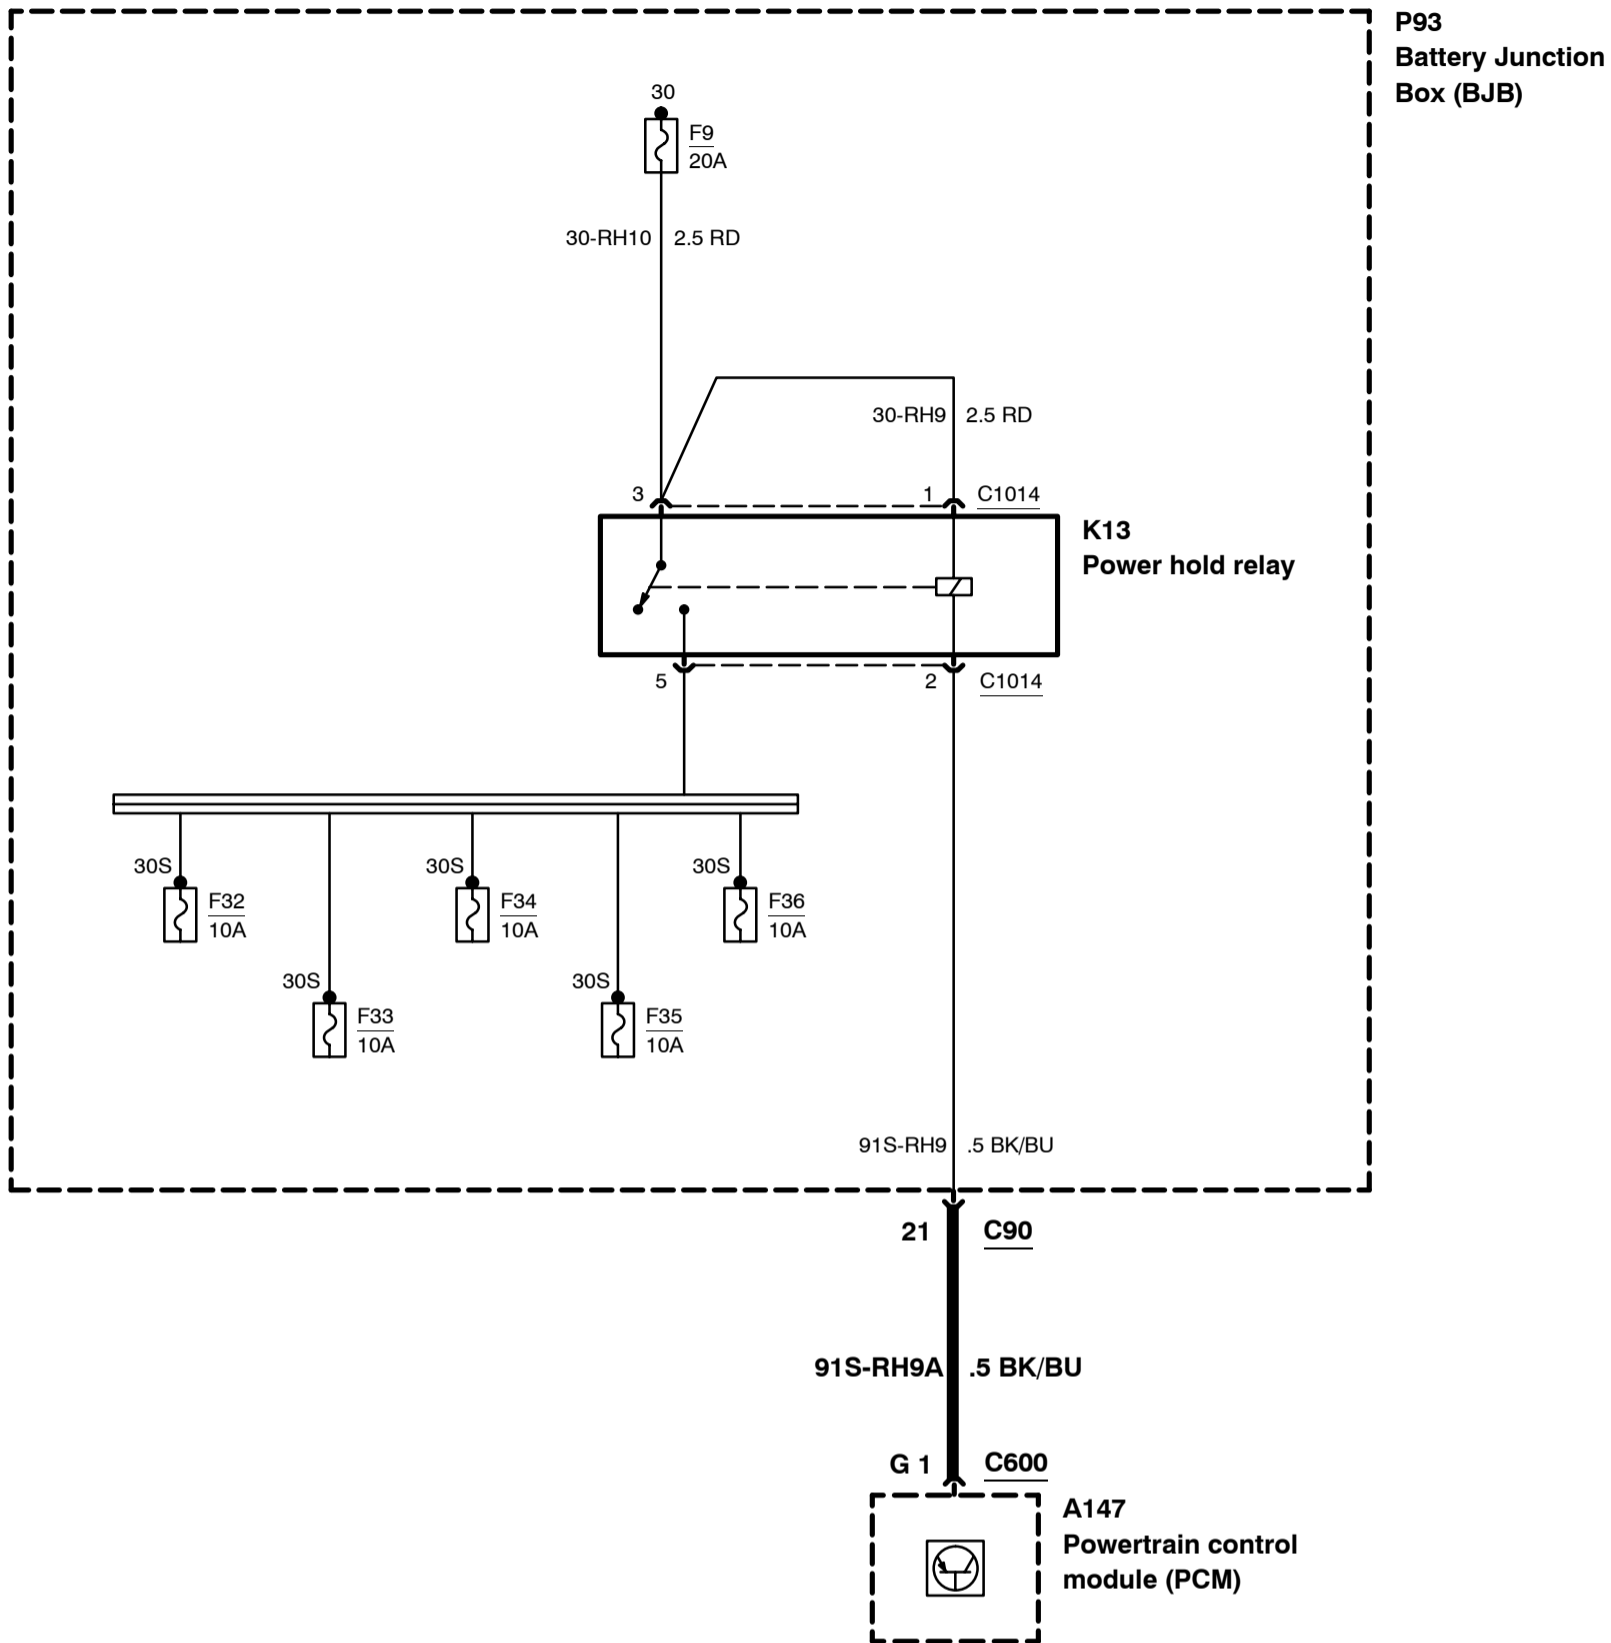 P93
Battery Junction
Box (BJB)
30
F9
20A
30-RH10 2.5 RD
30-RH9 2.5 RD
3 1 C1014
K13
Power hold relay
5 2 C1014
30S 30S 30S
F32 F34 F36
10A 10A 10A
30S 30S
F33 F35
10A 10A
91S-RH9 .5 BK/BU
21 C90
91S-RH9A .5 BK/BU
G 1 C600
A147
Powertrain control
module (PCM)